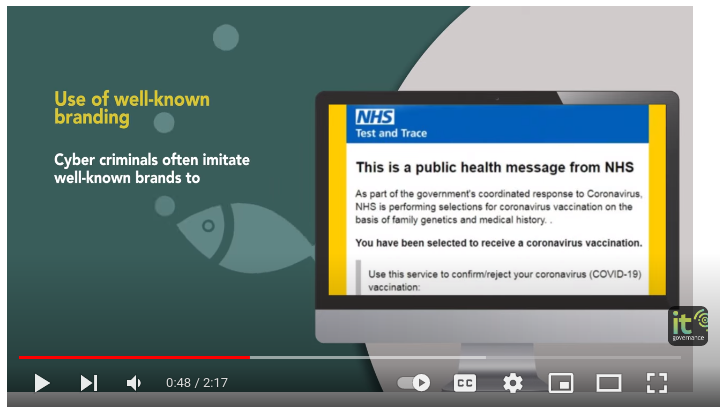 Use of well-known
branding
Cyber criminals often imitate
well-known brands to
NHS
Test and Trace
This is a public health message from NHS
As part of the government's coordinated response to Coronavirus,
NHS is performing selections for coronavirus vaccination on the
basis of family genetics and medical history. .
You have been selected to receive a coronavirus vaccination.
Use this service to confirm/reject your coronavirus (COVID-19)
vaccination:
it
governance
0:48 / 2:17
CC